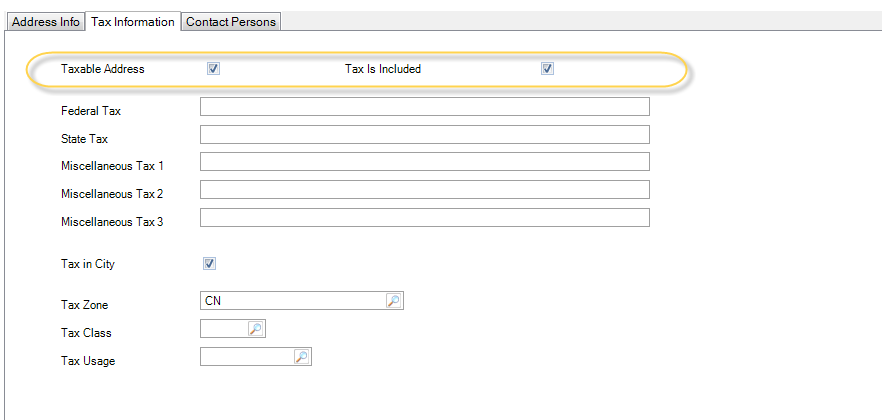 Address Info Tax Information Contact Persons
Taxable Address Tax Is Included
Federal Tax
State Tax
Miscellaneous Tax 1
Miscellaneous Tax 2
Miscellaneous Tax 3
Tax in City
Tax Zone CN
Tax Class
Tax Usage